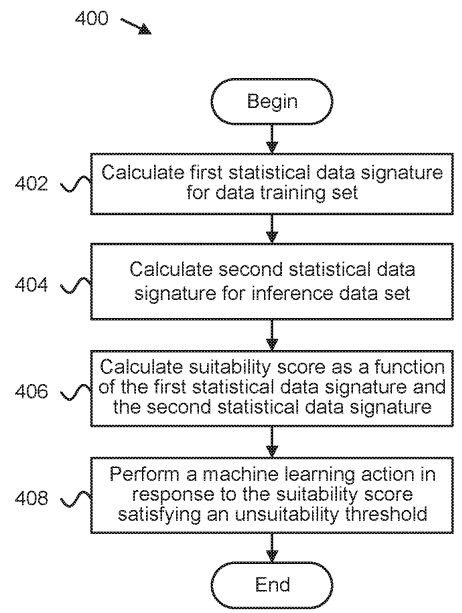 400
Begin
402
Calculate first statistical data signature
for data training set
404
Calculate second statistical data
signature for inference data set
406
Calculate suitability score as a function
of the first statistical data signature and
the second statistical data signature
408
Perform a machine learning action in
response to the suitability score
satisfying an unsuitability threshold
End